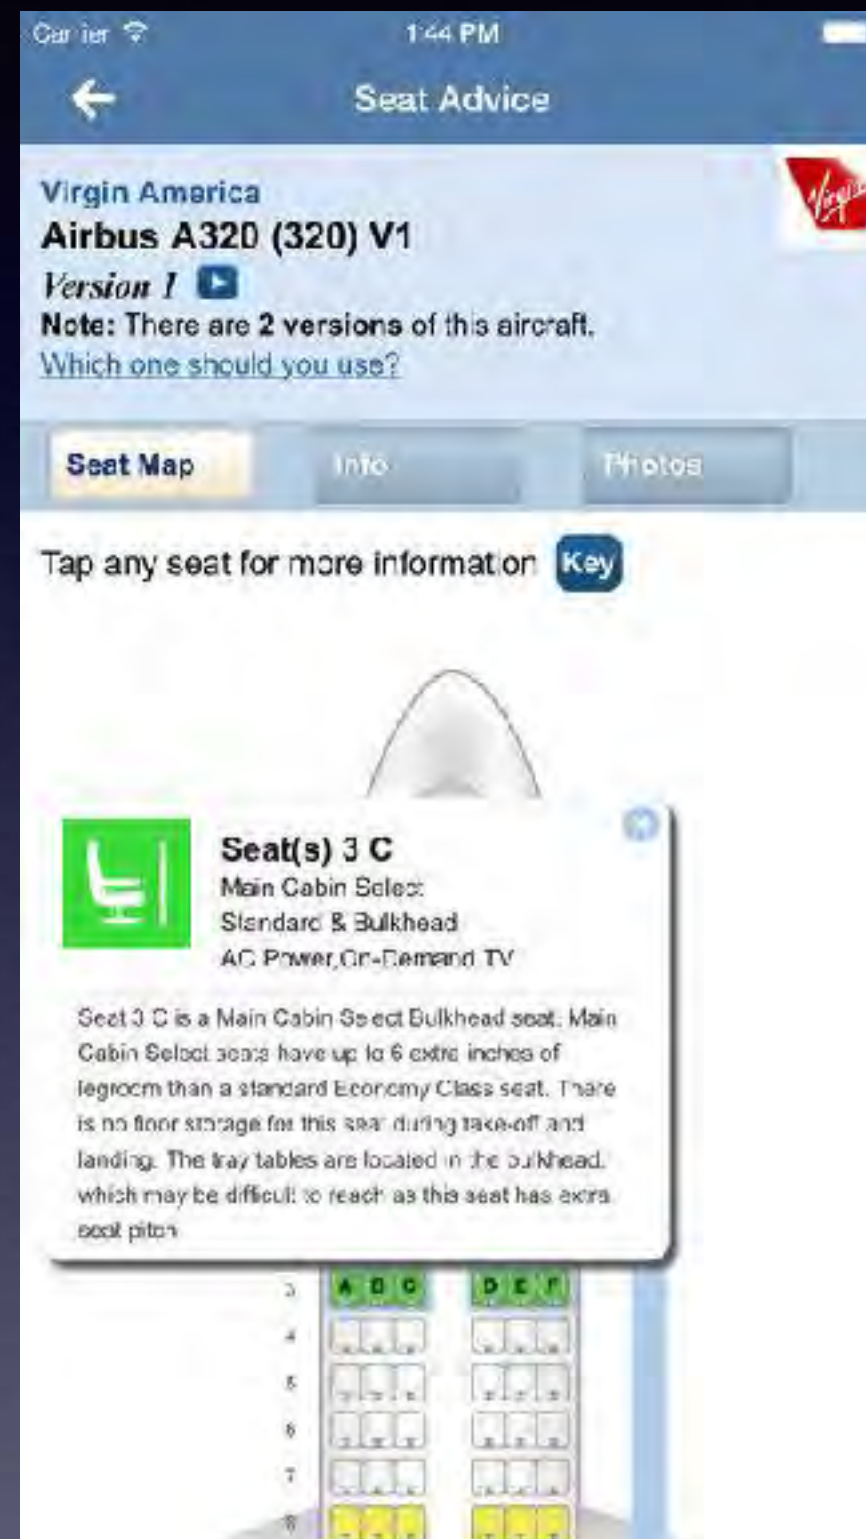 Carrier
1:44 PM
Seat Advice
Virgin America
Airbus A320 (320) V1
Version 1
Note: There are 2 versions of this aircraft.
Which one should you use?
Virgin
Seat Map
Info
Photos
Tap any seat for more information
Key
Seat(s) 3 C
Main Cabin Select
Standard & Bulkhead
AC Power,On-Demand TV
Seat 3 C is a Main Cabin Select Bulkhead seat. Main
Cabin Select seats have up to 6 extra inches of
legroom than a standard Economy Class seat. There
is no floor storage for this seat during take-off and
landing. The tray tables are located in the bulkhead,
which may be difficult to reach as this seat has extra
seat pitch
3 A B C D E F
4
5
6
7
8